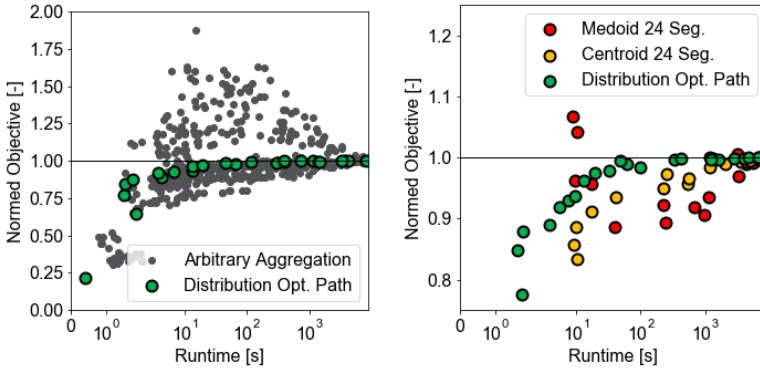 2.00
1.75
1.50
1.25
1.00
0.75
0.50
0.25
0.00
Normed Objective [-]
Arbitrary Aggregation
Distribution Opt. Path
0
10^0
10^1
10^2
10^3
Runtime [s]
1.2
1.1
1.0
0.9
0.8
Normed Objective [-]
Medoid 24 Seg.
Centroid 24 Seg.
Distribution Opt. Path
0
10^0
10^1
10^2
10^3
Runtime [s]